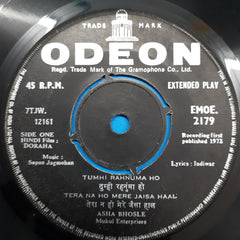 TRADE MARK
ODEON
Regd. Trade Mark of The Gramophone Co., Ltd.
45 R.P.M.
EXTENDED PLAY
7TJW.
12161
EMOE.
2179
SIDE ONE
HINDI Film:
DORAHA
Recording first
published 1973
Music :
Sapan Jagmohan
Lyrics : Indiwar
TUMHI RAHNUMA HO
तुम्ही रहनुमा हो
TERA NA HO MERE JAISA HAAL
तेरा न हो मेरे जैसा हाल
ASHA BHOSLE
Mukul Enterprises